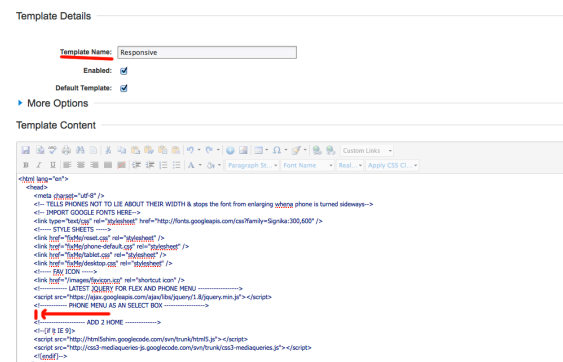 Template Details
Template Name: Responsive
Enabled:
Default Template:
More Options
Template Content
Custom Links
B I U A Paragraph St... Font Name Real... Apply CSS Cl...
<html lang="en">
<head>
<meta charset="utf-8" />
<!-- TELLS PHONES NOT TO LIE ABOUT THEIR WIDTH & stops the font from enlarging whena phone is turned sideways-->
<!-- IMPORT GOOGLE FONTS HERE-->
<link type="text/css" rel="stylesheet" href="http://fonts.googleapis.com/css?family=Signika:300,600" />
<!----- STYLE SHEETS ----->
<link href="fixMe/reset.css" rel="stylesheet" />
<link href="fixMe/phone-default.css" rel="stylesheet" />
<link href="fixMe/tablet.css" rel="stylesheet" />
<link href="fixMe/desktop.css" rel="stylesheet" />
<!----- FAV ICON ----->
<link href="/images/favicon.ico" rel="shortcut icon" />
<!------------- LATEST JQUERY FOR FLEX AND PHONE MENU ------------------>
<script src="https://ajax.googleapis.com/ajax/libs/jquery/1.8/jquery.min.js"></script>
<!------------- PHONE MENU AS AN SELECT BOX ------------------>
<!-------------------- ADD 2 HOME --------------->
<!--[if lt IE 9]>
<script src="http://html5shim.googlecode.com/svn/trunk/html5.js"></script>
<script src="http://css3-mediaqueries-js.googlecode.com/svn/trunk/css3-mediaqueries.js"></script>
<![endif]-->